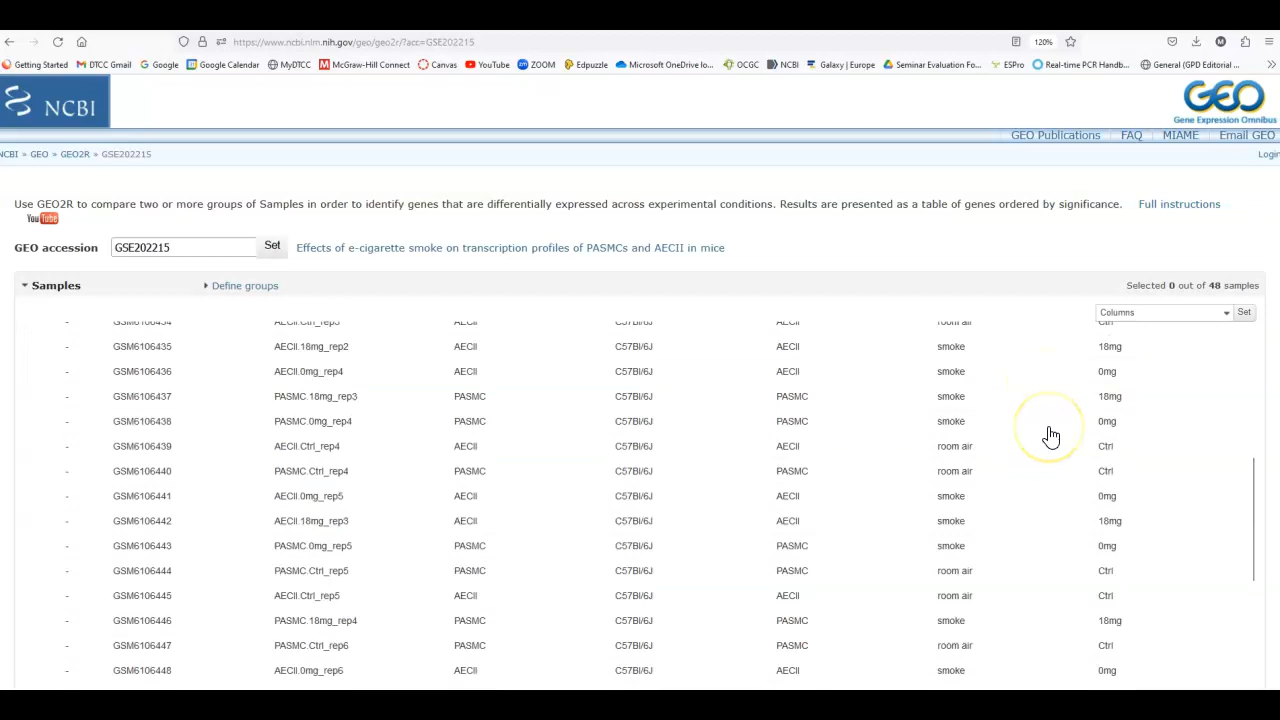 https://www.ncbi.nlm.nih.gov/geo/geo2r/?acc=GSE202215 120%
Getting Started DTCC Gmail Google Google Calendar MyDTCC McGraw-Hill Connect Canvas YouTube ZOOM Edpuzzle Microsoft OneDrive lo... OCGC NCBI Galaxy | Europe Seminar Evaluation Fo... ESPro Real-time PCR Handb... General (GPD Editorial ...
NCBI GEO
Gene Expression Omnibus
GEO Publications FAQ MIAME Email GEO
NCBI » GEO » GEO2R » GSE202215 Login
Use GEO2R to compare two or more groups of Samples in order to identify genes that are differentially expressed across experimental conditions. Results are presented as a table of genes ordered by significance. Full instructions
YouTube
GEO accession GSE202215 Set Effects of e-cigarette smoke on transcription profiles of PASMCs and AECII in mice
Samples Define groups Selected 0 out of 48 samples
Columns Set
- GSM6106434 AECII.Ctrl_rep3 AECII C57Bl/6J AECII room air Ctrl
- GSM6106435 AECII.18mg_rep2 AECII C57Bl/6J AECII smoke 18mg
- GSM6106436 AECII.0mg_rep4 AECII C57Bl/6J AECII smoke 0mg
- GSM6106437 PASMC.18mg_rep3 PASMC C57Bl/6J PASMC smoke 18mg
- GSM6106438 PASMC.0mg_rep4 PASMC C57Bl/6J PASMC smoke 0mg
- GSM6106439 AECII.Ctrl_rep4 AECII C57Bl/6J AECII room air Ctrl
- GSM6106440 PASMC.Ctrl_rep4 PASMC C57Bl/6J PASMC room air Ctrl
- GSM6106441 AECII.0mg_rep5 AECII C57Bl/6J AECII smoke 0mg
- GSM6106442 AECII.18mg_rep3 AECII C57Bl/6J AECII smoke 18mg
- GSM6106443 PASMC.0mg_rep5 PASMC C57Bl/6J PASMC smoke 0mg
- GSM6106444 PASMC.Ctrl_rep5 PASMC C57Bl/6J PASMC room air Ctrl
- GSM6106445 AECII.Ctrl_rep5 AECII C57Bl/6J AECII room air Ctrl
- GSM6106446 PASMC.18mg_rep4 PASMC C57Bl/6J PASMC smoke 18mg
- GSM6106447 PASMC.Ctrl_rep6 PASMC C57Bl/6J PASMC room air Ctrl
- GSM6106448 AECII.0mg_rep6 AECII C57Bl/6J AECII smoke 0mg